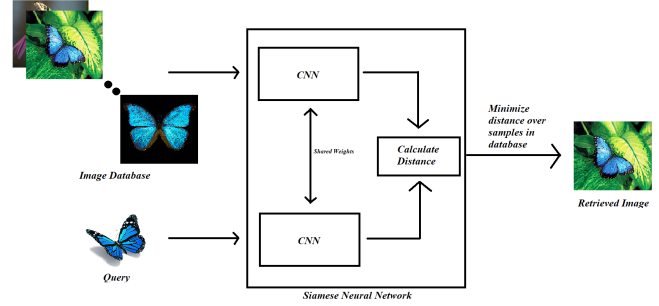 CNN
Minimize
distance over
samples in
database
Calculate
Distance
Shared Weights
Image Database
Retrieved Image
CNN
Query
Siamese Neural Network